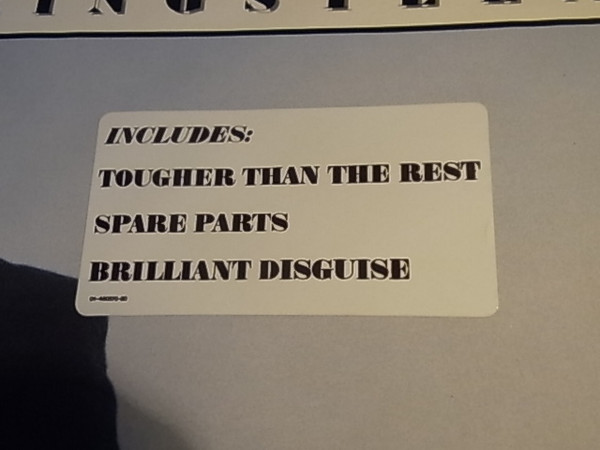 INCLUDES:
TOUGHER THAN THE REST
SPARE PARTS
BRILLIANT DISGUISE